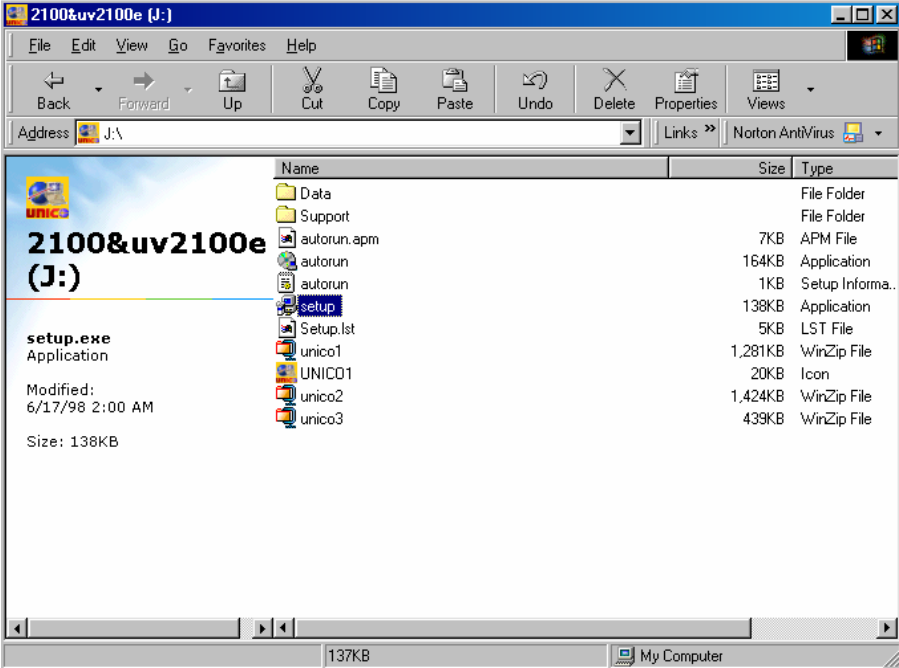 2100&uv2100e (J:)
File Edit View Go Favorites Help
Back Forward Up Cut Copy Paste Undo Delete Properties Views
Address J:\ Links » Norton AntiVirus
Name Size Type
UNICO
2100&uv2100e
(J:)
setup.exe
Application
Modified:
6/17/98 2:00 AM
Size: 138KB
Data File Folder
Support File Folder
autorun.apm 7KB APM File
autorun 164KB Application
autorun 1KB Setup Informa..
setup 138KB Application
Setup.lst 5KB LST File
unico1 1,281KB WinZip File
UNICO1 20KB Icon
unico2 1,424KB WinZip File
unico3 439KB WinZip File
137KB My Computer